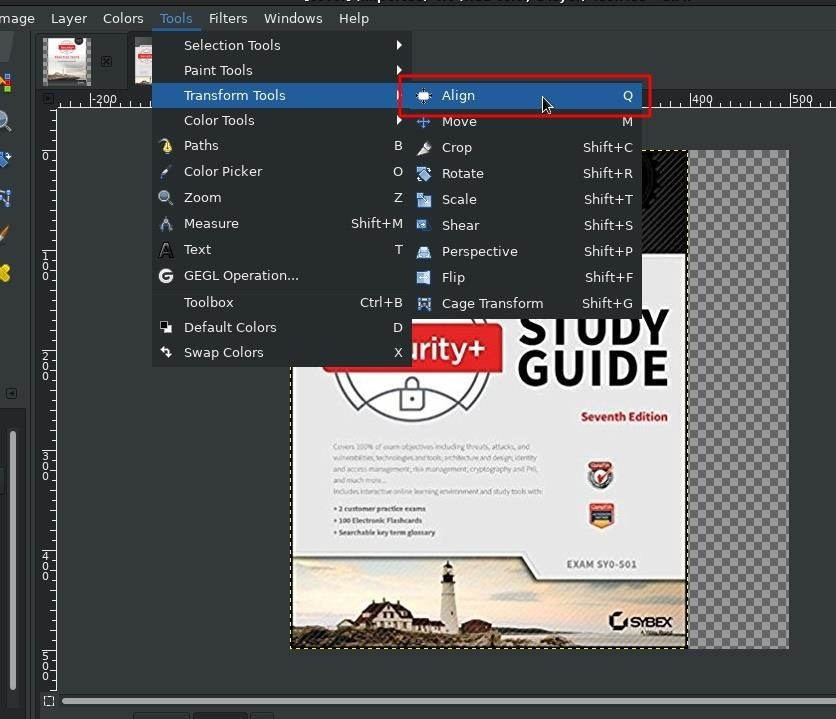 mage Layer Colors Tools Filters Windows Help
Selection Tools
Paint Tools
Transform Tools
Color Tools
Paths B
Color Picker O
Zoom Z
Measure Shift+M
Text T
GEGL Operation...
Toolbox Ctrl+B
Default Colors D
Swap Colors X
Align Q
Move M
Crop Shift+C
Rotate Shift+R
Scale Shift+T
Shear Shift+S
Perspective Shift+P
Flip Shift+F
Cage Transform Shift+G
-200 400 500
0
100
200
300
400
500
STUDY
GUIDE
urity+
Seventh Edition
Covers 100% of exam objectives including threats, attacks, and
vulnerabilities, technologies and tools, architecture and design, identity
and access management, risk management, cryptography and PKI,
and much more...
Includes interactive online learning environment and study tools with:
• 2 customer practice exams
• 100 Electronic Flashcards
• Searchable key term glossary
EXAM SY0-501
SYBEX
A Wiley Brand